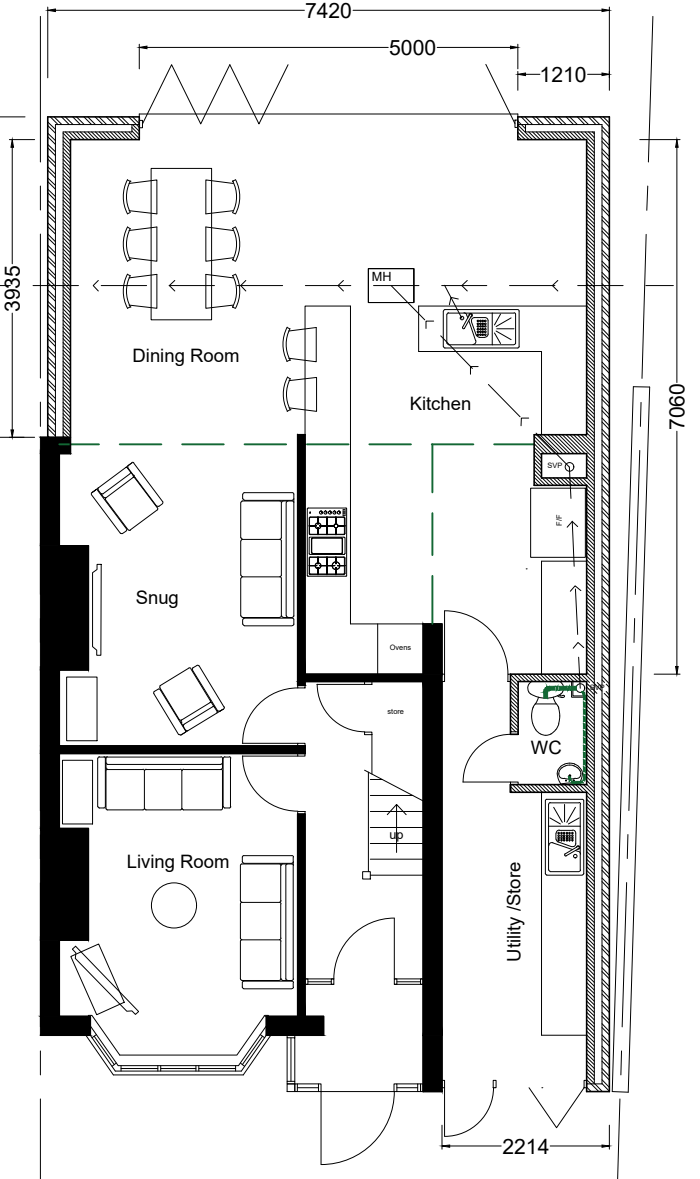 7420
5000
1210
3935
MH
Dining Room
Kitchen
7060
SVP
F/F
Snug
Ovens
store
WC
up
Living Room
Utility /Store
2214